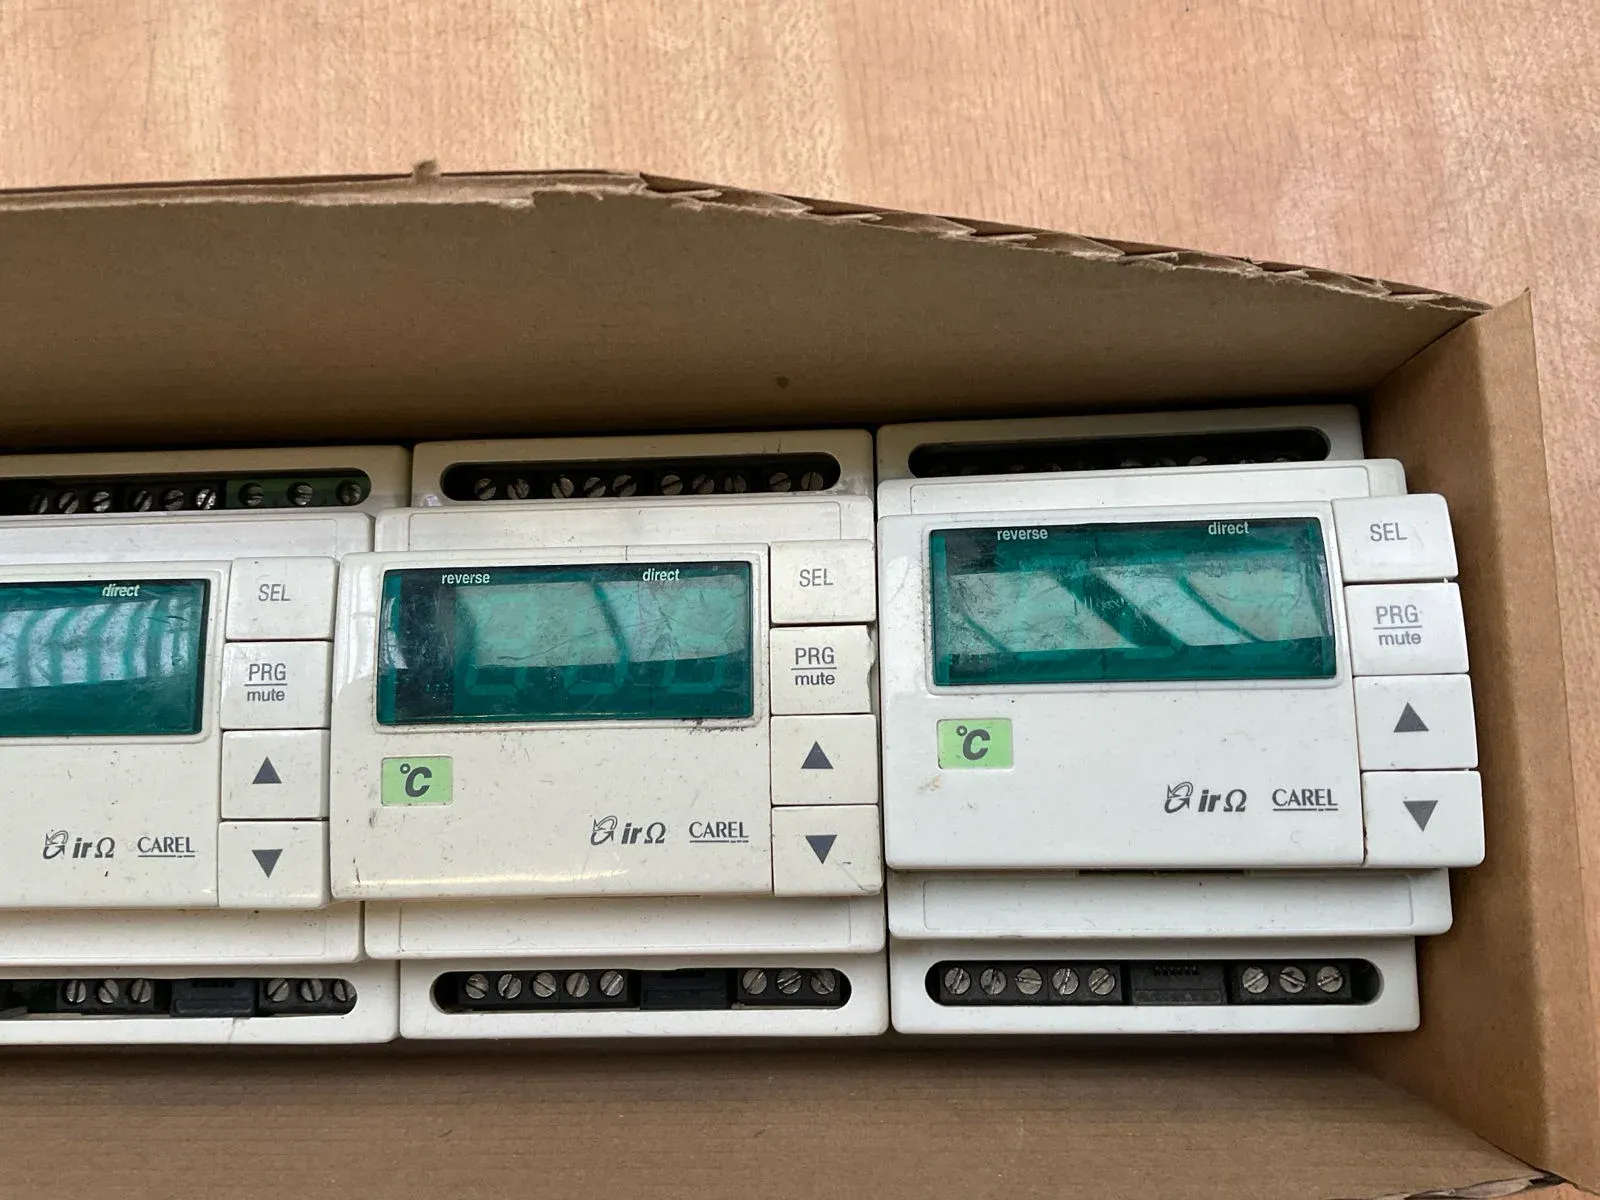 direct
SEL
PRG
mute
irΩ CAREL
reverse direct
SEL
PRG
mute
°C
irΩ CAREL
reverse direct
SEL
PRG
mute
°C
irΩ CAREL